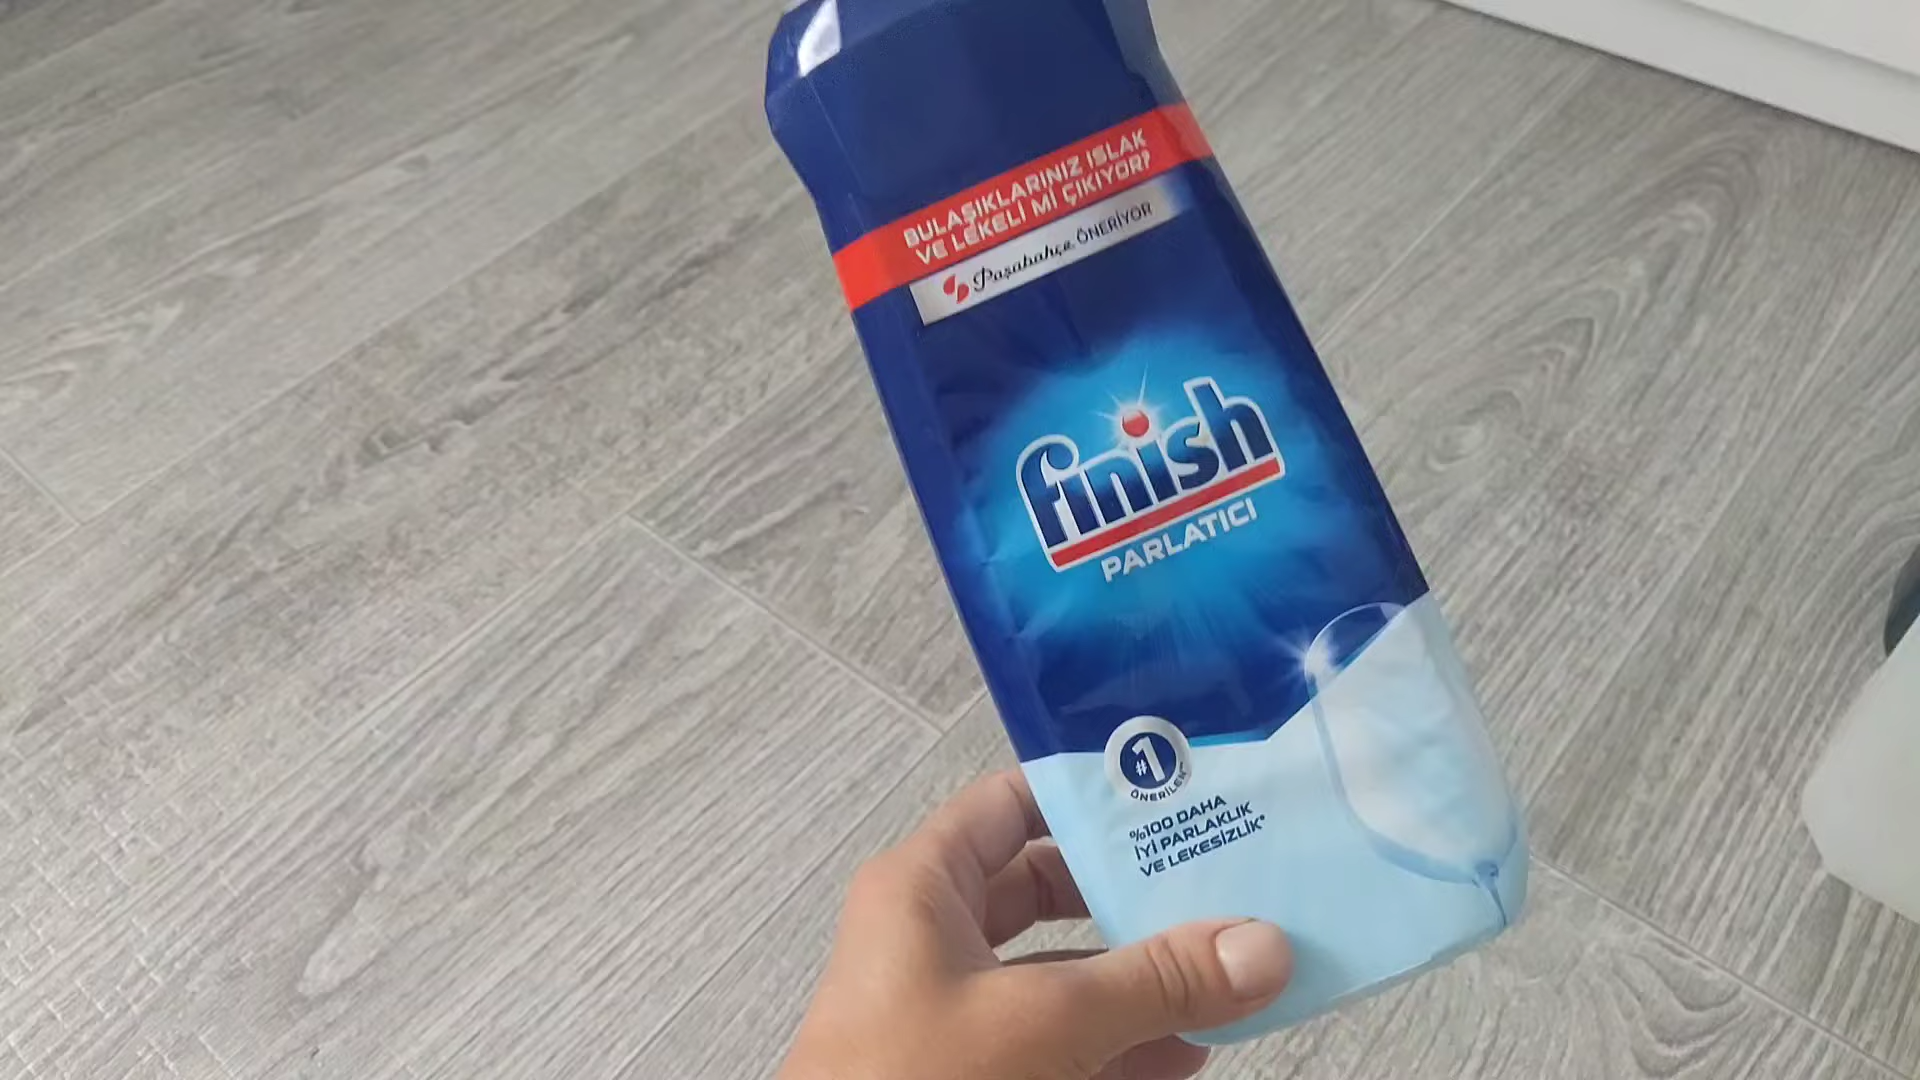 BULAŞIKLARINIZ ISLAK
VE LEKELİ Mİ ÇIKIYOR?
Paşabahçe ÖNERİYOR
finish
PARLATICI
#1
ÖNERİLEN
%100 DAHA
İYİ PARLAKLIK
VE LEKESİZLİK*